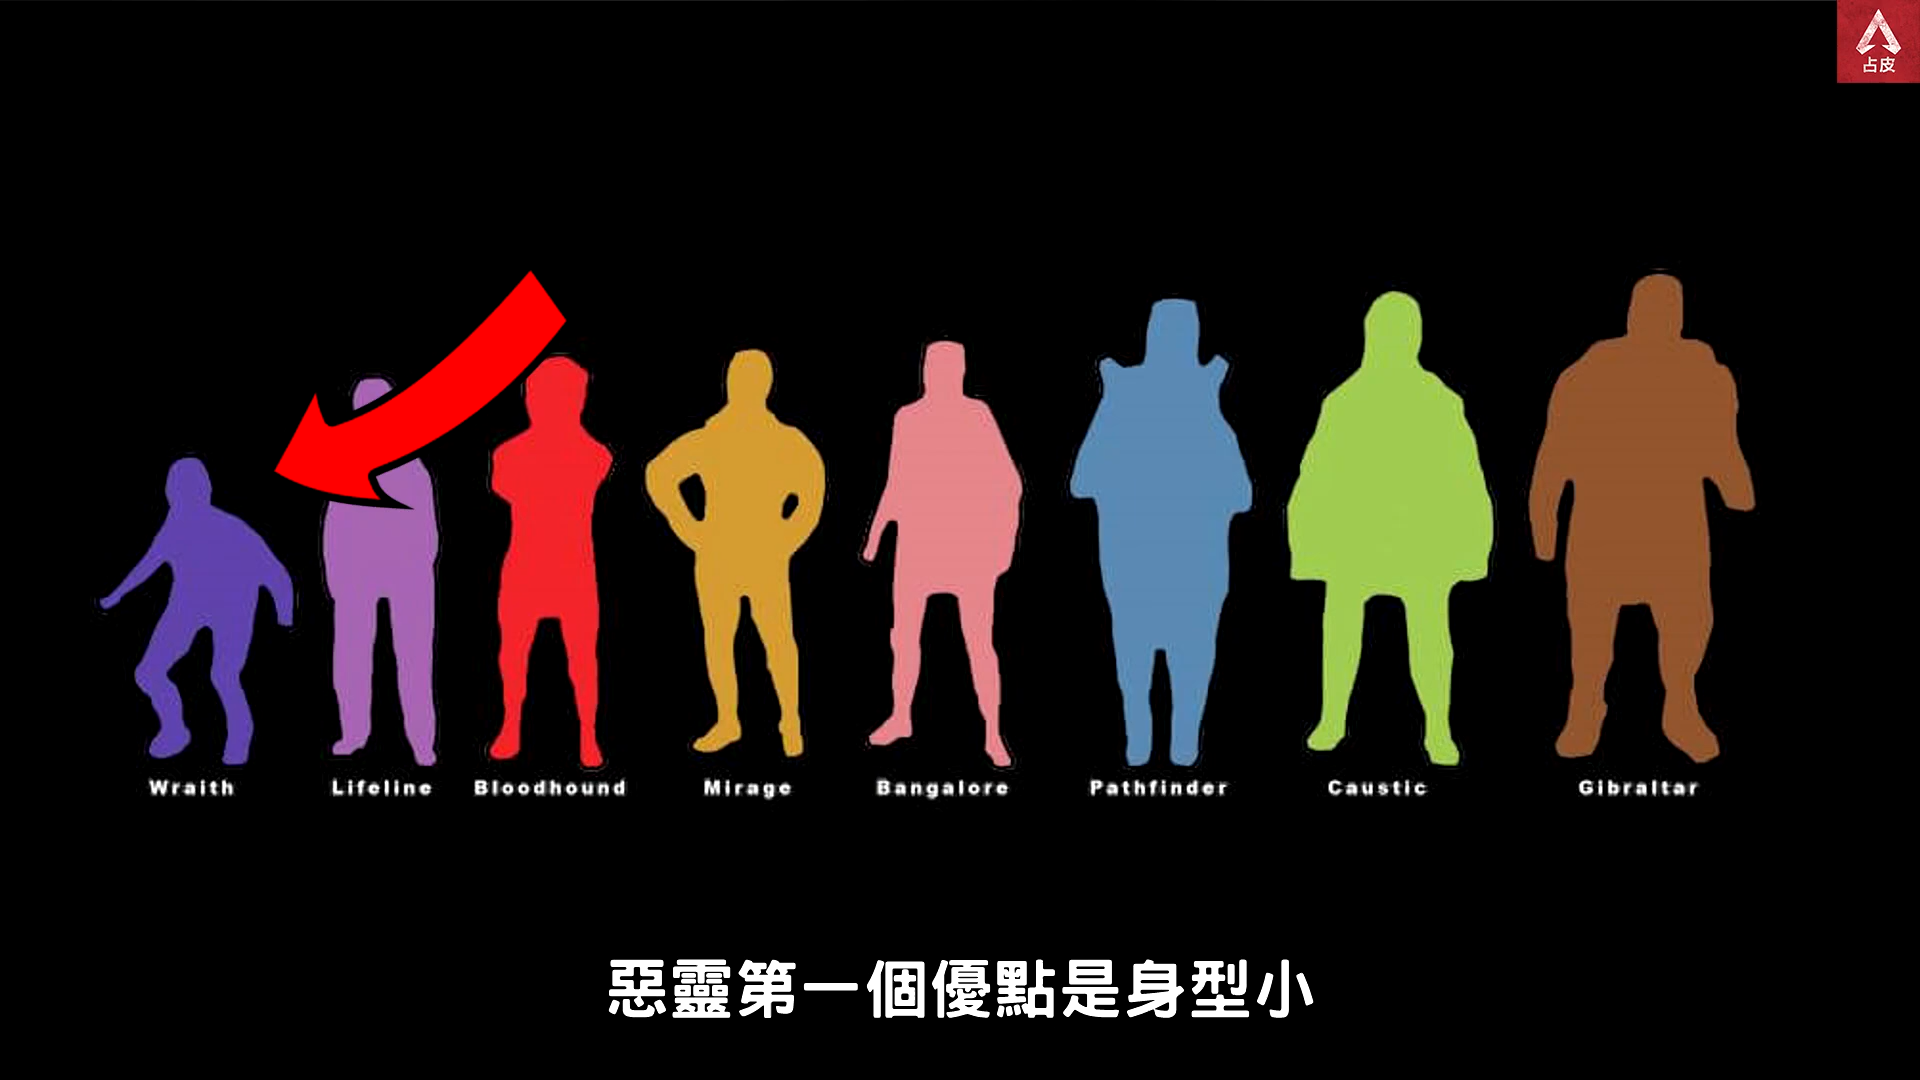 占皮
Wraith Lifeline Bloodhound Mirage Bangalore Pathfinder Caustic Gibraltar
惡靈第一個優點是身型小